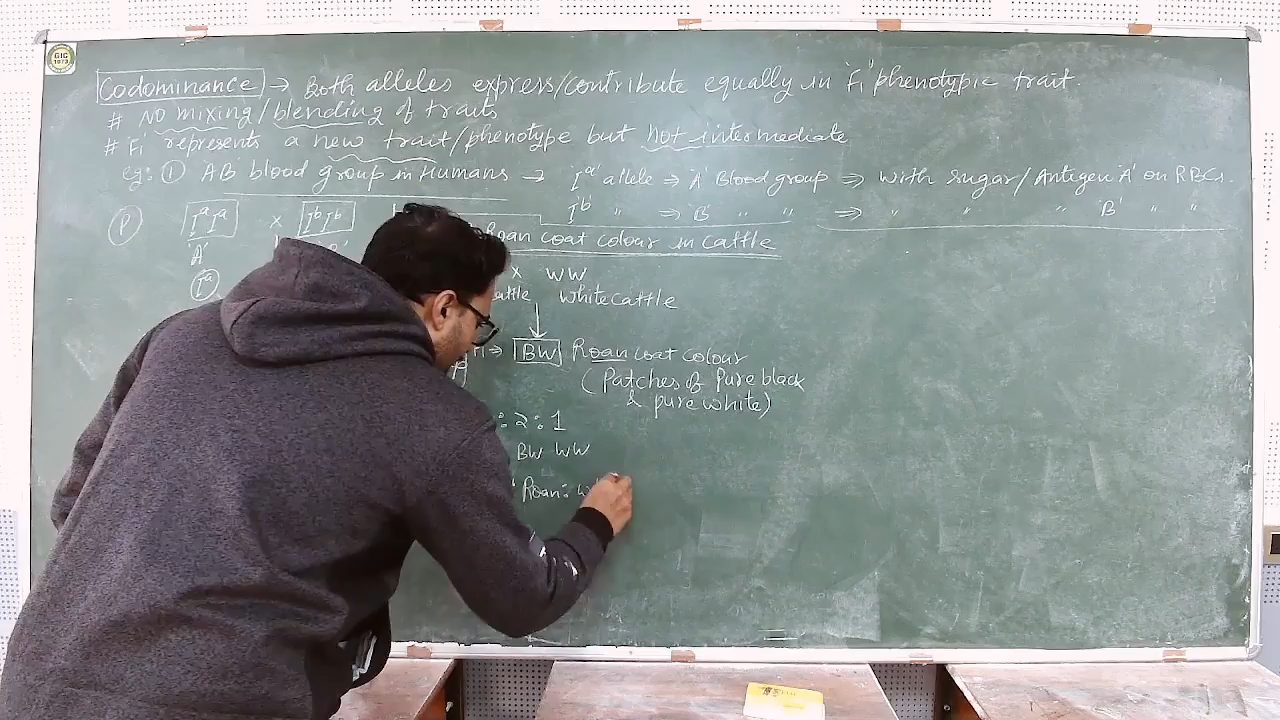 GIC
1973
Codominance → Both alleles express/contribute equally in 'F₁' phenotypic trait.
# NO mixing/blending of traits
# 'F₁' represents a new trait/phenotype but not intermediate
eg: ① 'AB' blood group in Humans → Iᵃ' allele ⇒ 'A' Blood group ⇒ with sugar/Antigen 'A' on RBCs.
Iᵇ' " ⇒ 'B' " " ⇒ " " " 'B' " "
P IᵃIᵃ x IᵇIᵇ
'A'
Iᵃ
Roan coat colour in cattle
x WW
white cattle
⇒ BW Roan coat colour
(Patches of pure black
& pure white)
: 2 : 1
BW WW
Roan :